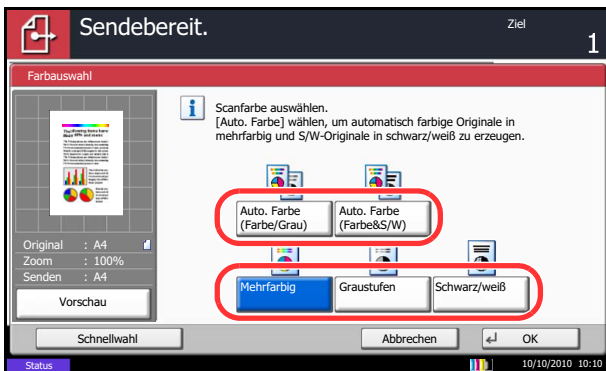 Sendebereit.
Ziel
1
Farbauswahl
Scanfarbe auswählen.
[Auto. Farbe] wählen, um automatisch farbige Originale in
mehrfarbig und S/W-Originale in schwarz/weiß zu erzeugen.
Auto. Farbe
(Farbe/Grau)
Auto. Farbe
(Farbe&S/W)
Original : A4
Zoom : 100%
Senden : A4
Mehrfarbig
Graustufen
Schwarz/weiß
Vorschau
Schnellwahl
Abbrechen
OK
Status
10/10/2010 10:10